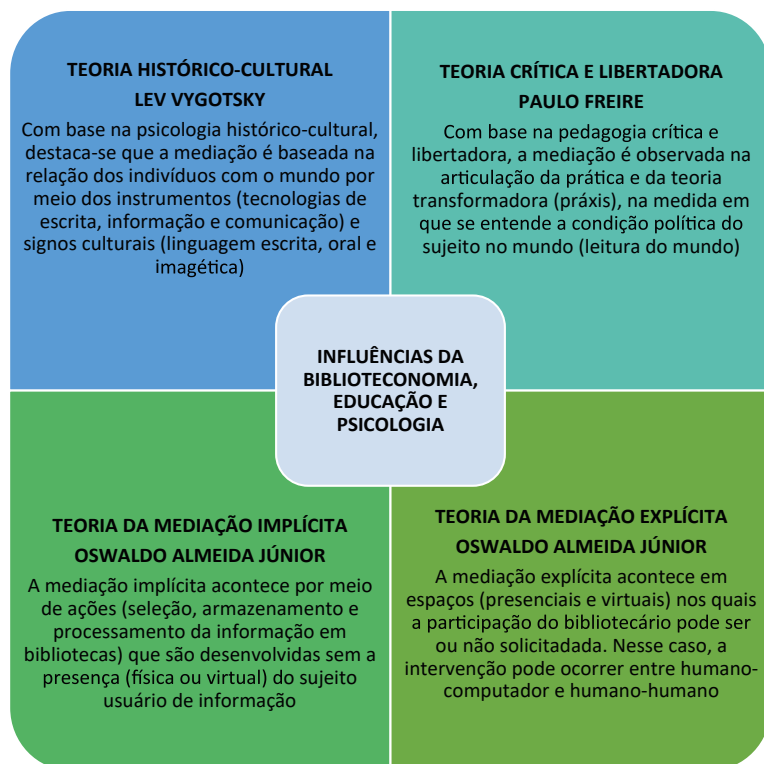 TEORIA HISTÓRICO-CULTURAL
LEV VYGOTSKY
Com base na psicologia histórico-cultural,
destaca-se que a mediação é baseada na
relação dos indivíduos com o mundo por
meio dos instrumentos (tecnologias de
escrita, informação e comunicação) e
signos culturais (linguagem escrita, oral e
imagética)
TEORIA CRÍTICA E LIBERTADORA
PAULO FREIRE
Com base na pedagogia crítica e
libertadora, a mediação é observada na
articulação da prática e da teoria
transformadora (práxis), na medida em
que se entende a condição política do
sujeito no mundo (leitura do mundo)
INFLUÊNCIAS DA
BIBLIOTECONOMIA,
EDUCAÇÃO E
PSICOLOGIA
TEORIA DA MEDIAÇÃO IMPLÍCITA
OSWALDO ALMEIDA JÚNIOR
A mediação implícita acontece por meio
de ações (seleção, armazenamento e
processamento da informação em
bibliotecas) que são desenvolvidas sem a
presença (física ou virtual) do sujeito
usuário de informação
TEORIA DA MEDIAÇÃO EXPLÍCITA
OSWALDO ALMEIDA JÚNIOR
A mediação explícita acontece em
espaços (presenciais e virtuais) nos quais
a participação do bibliotecário pode ser
ou não solicitadada. Nesse caso, a
intervenção pode ocorrer entre humano-
computador e humano-humano